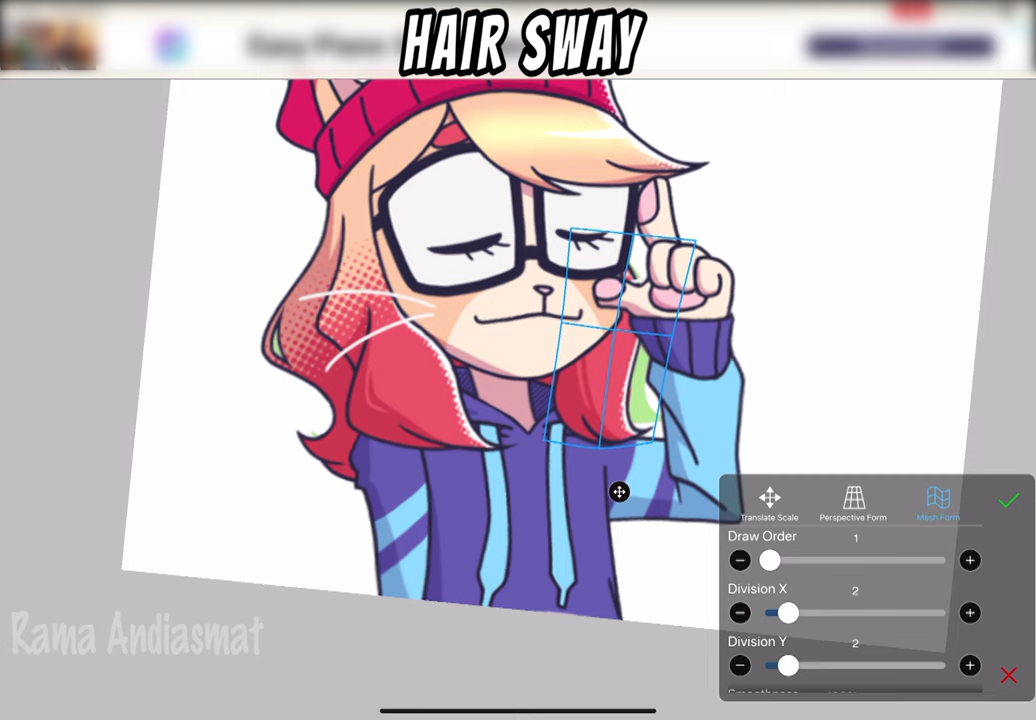 HAIR SWAY
Translate Scale
Perspective Form
Mesh Form
Draw Order
1
Division X
2
Division Y
2
Rama Andiasmat